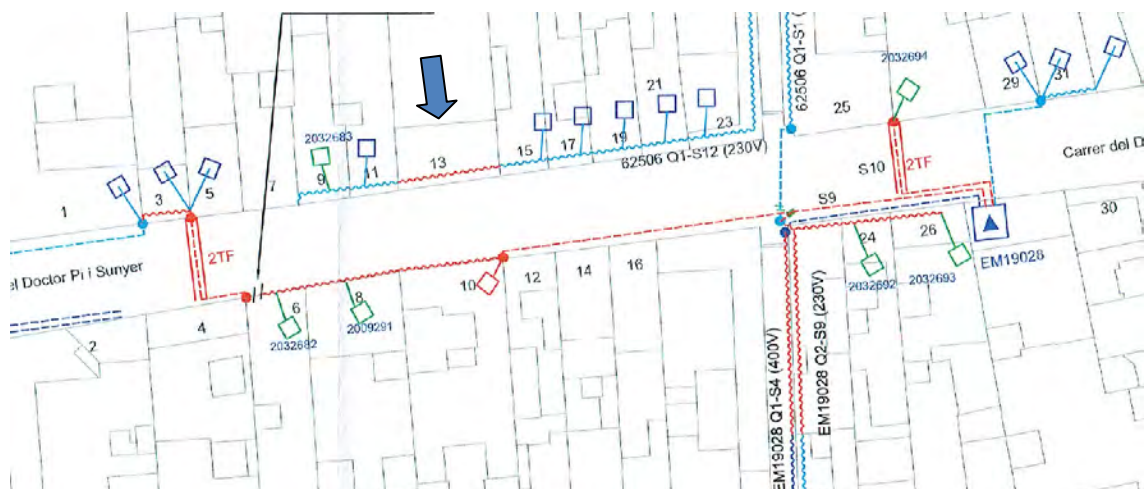 62506 Q1-S1 (
2032694
29
31
25
21
15
17
19
23
2032683
13
9
11
62506 Q1-S12 (230V)
S10
2TF
Carrer del D
S9
1
3
5
7
2TF
el Doctor Pi i Sunyer
24
26
30
EM19028
10
12
14
16
6
8
2032682
2009291
2032692
2032693
4
2
EM19028 Q1-S4 (400V)
EM19028 Q2-S9 (230V)